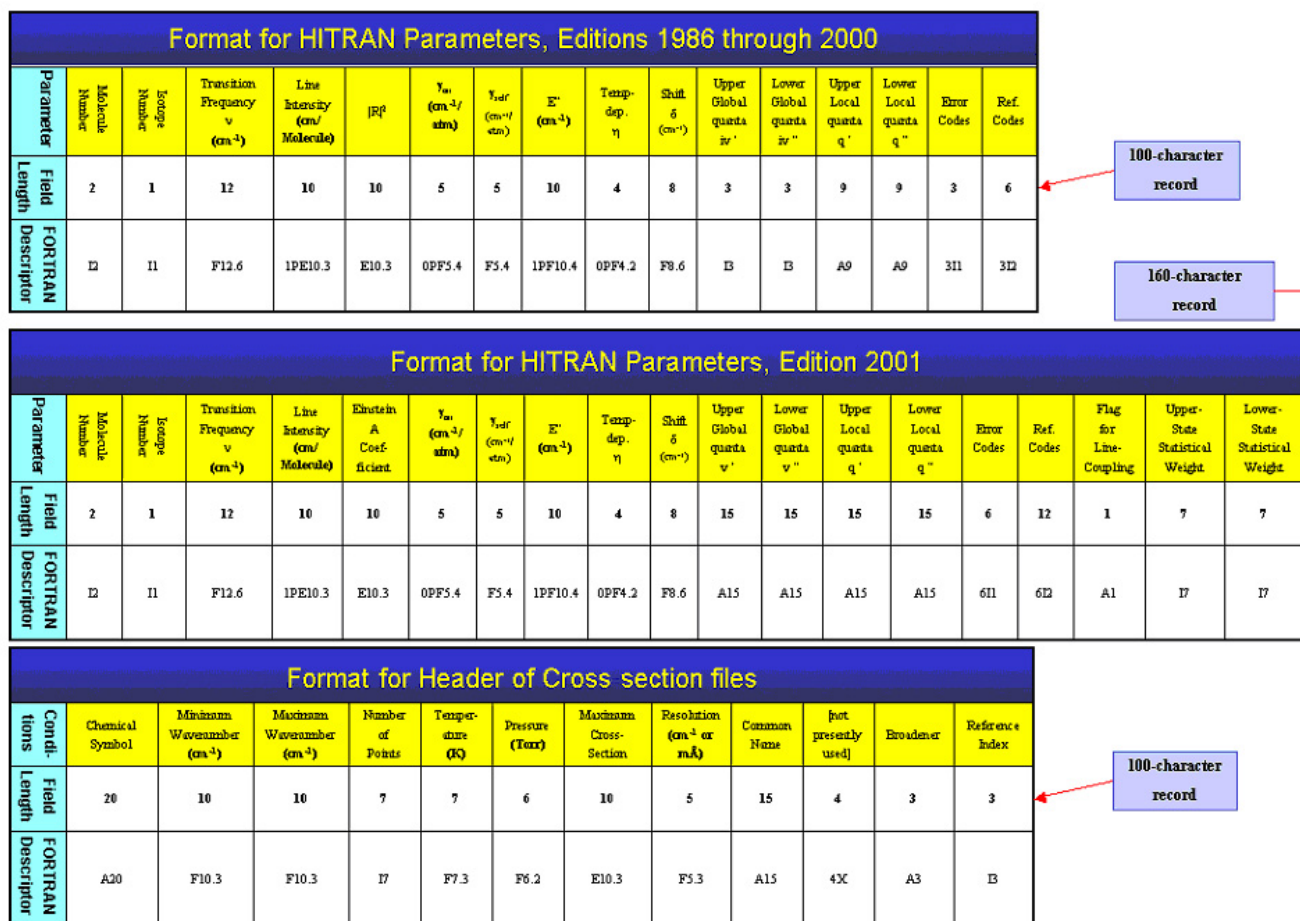 Format for HITRAN Parameters, Editions 1986 through 2000
Parameter | Molecule Number | Isotope Number | Transition Frequency ν (cm⁻¹) | Line Intensity (cm/Molecule) | |R|² | γair (cm⁻¹/atm) | γself (cm⁻¹/atm) | E" (cm⁻¹) | Temp-dep. η | Shift δ (cm⁻¹) | Upper Global quanta iv ' | Lower Global quanta iv " | Upper Local quanta q ' | Lower Local quanta q " | Error Codes | Ref. Codes
Field Length | 2 | 1 | 12 | 10 | 10 | 5 | 5 | 10 | 4 | 8 | 3 | 3 | 9 | 9 | 3 | 6
FORTRAN Descriptor | I2 | I1 | F12.6 | 1PE10.3 | E10.3 | 0PF5.4 | F5.4 | 1PF10.4 | 0PF4.2 | F8.6 | I3 | I3 | A9 | A9 | 3I1 | 3I2
100-character
record
160-character
record
Format for HITRAN Parameters, Edition 2001
Parameter | Molecule Number | Isotope Number | Transition Frequency ν (cm⁻¹) | Line Intensity (cm/Molecule) | Einstein A Coef-ficient | γair (cm⁻¹/atm) | γself (cm⁻¹/atm) | E" (cm⁻¹) | Temp-dep. η | Shift δ (cm⁻¹) | Upper Global quanta v ' | Lower Global quanta v " | Upper Local quanta q ' | Lower Local quanta q " | Error Codes | Ref. Codes | Flag for Line-Coupling | Upper-State Statistical Weight | Lower-State Statistical Weight
Field Length | 2 | 1 | 12 | 10 | 10 | 5 | 5 | 10 | 4 | 8 | 15 | 15 | 15 | 15 | 6 | 12 | 1 | 7 | 7
FORTRAN Descriptor | I2 | I1 | F12.6 | 1PE10.3 | E10.3 | 0PF5.4 | F5.4 | 1PF10.4 | 0PF4.2 | F8.6 | A15 | A15 | A15 | A15 | 6I1 | 6I2 | A1 | I7 | I7
Format for Header of Cross section files
Condi-tions | Chemical Symbol | Minimum Wavenumber (cm⁻¹) | Maximum Wavenumber (cm⁻¹) | Number of Points | Temper-ature (K) | Pressure (Torr) | Maximum Cross-Section | Resolution (cm⁻¹ or mÅ) | Common Name | [not presently used] | Broadener | Reference Index
Field Length | 20 | 10 | 10 | 7 | 7 | 6 | 10 | 5 | 15 | 4 | 3 | 3
FORTRAN Descriptor | A20 | F10.3 | F10.3 | I7 | F7.3 | F6.2 | E10.3 | F5.3 | A15 | 4X | A3 | I3
100-character
record